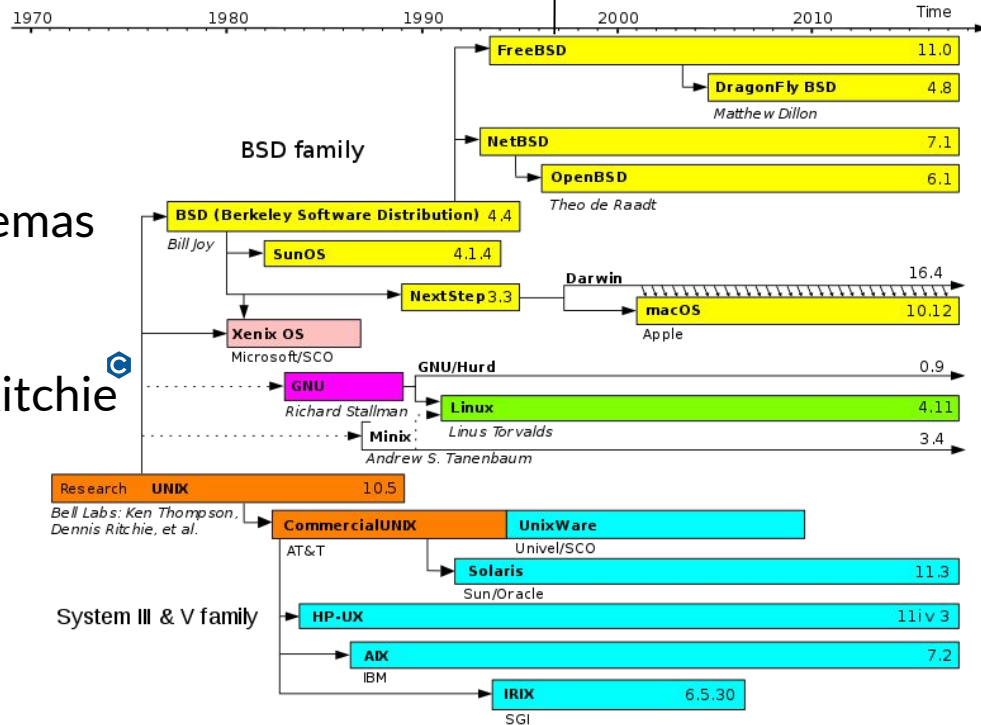 1970 1980 1990 2000 2010 Time
FreeBSD 11.0
DragonFly BSD 4.8
Matthew Dillon
BSD family
NetBSD 7.1
OpenBSD 6.1
Theo de Raadt
emas
BSD (Berkeley Software Distribution) 4.4
Bill Joy
SunOS 4.1.4
Darwin 16.4
NextStep 3.3
macOS 10.12
Apple
Xenix OS
Microsoft/SCO
C
itchie
GNU/Hurd 0.9
GNU
Richard Stallman
Linux 4.11
Linus Torvalds
Minix 3.4
Andrew S. Tanenbaum
Research UNIX 10.5
Bell Labs: Ken Thompson,
Dennis Ritchie, et al.
CommercialUNIX UnixWare
AT&T Univel/SCO
Solaris 11.3
Sun/Oracle
System III & V family
HP-UX 11i v 3
AIX 7.2
IBM
IRIX 6.5.30
SGI